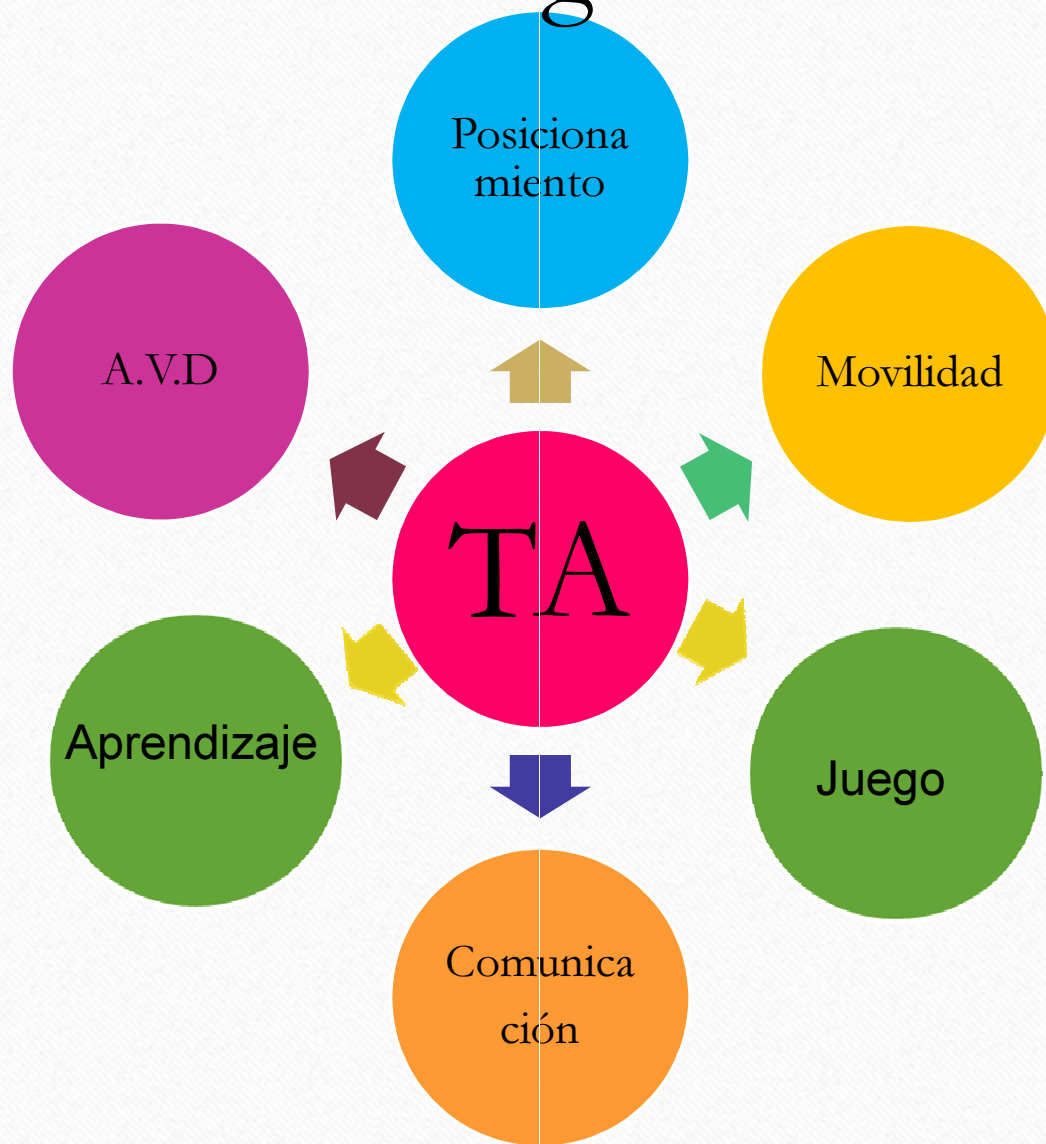 g
Posiciona
miento
A.V.D
Movilidad
TA
Aprendizaje
Juego
Comunica
ción